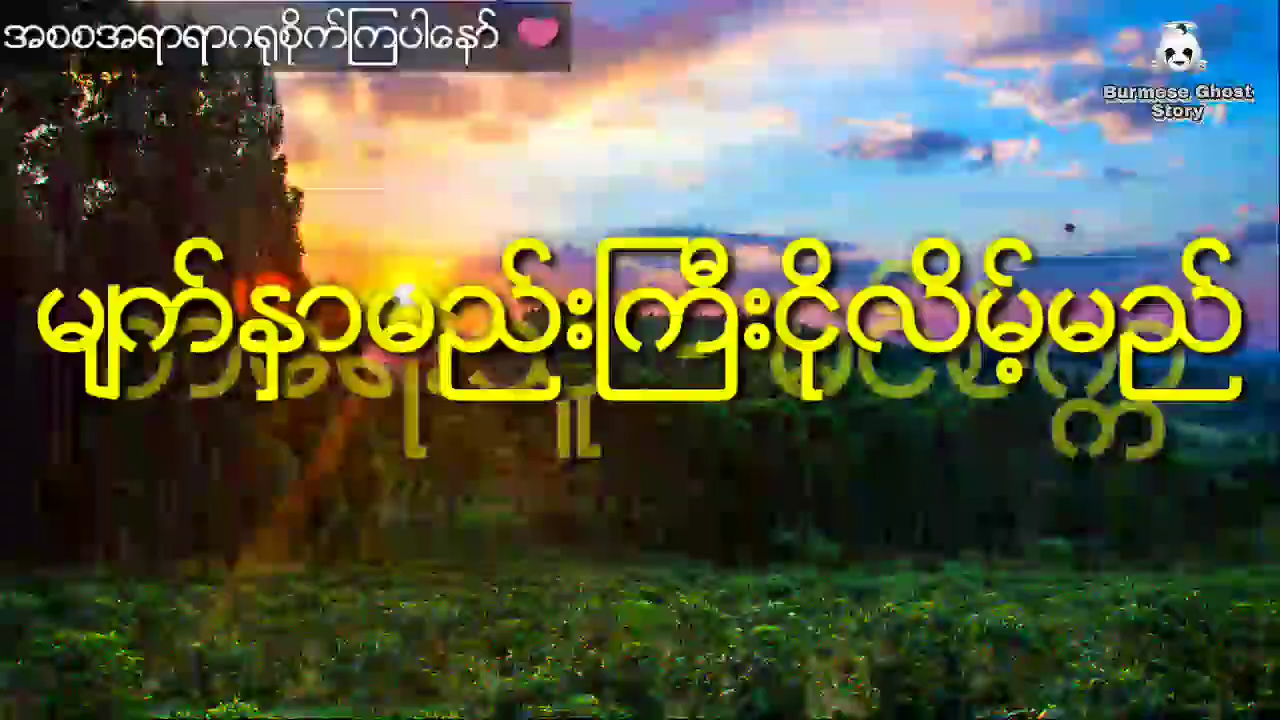 အစစအရာရာဂရုစိုက်ကြပါနော်
Burmese Ghost
Story
မျက်နှာမည်းကြီးငိုလိမ့်မည်